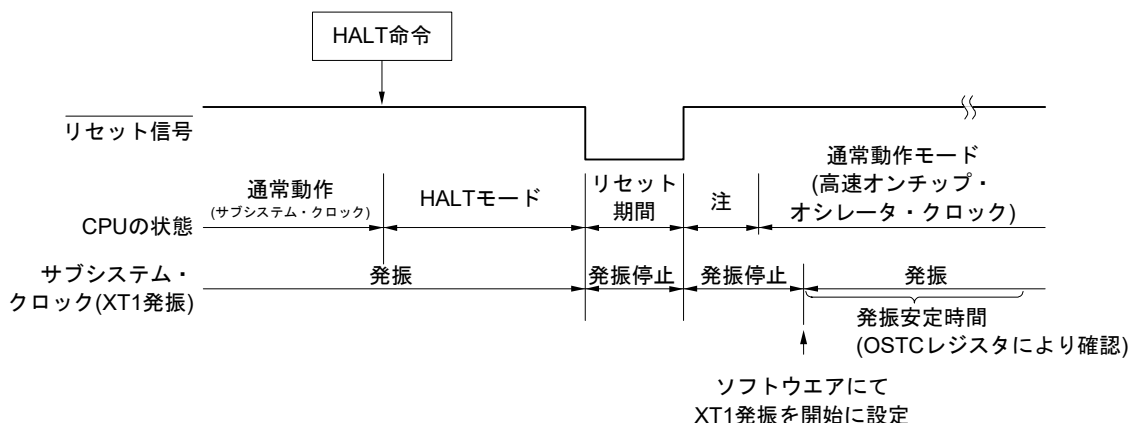 HALT命令
リセット信号
通常動作
(サブシステム・クロック)
HALTモード
リセット
期間
注
通常動作モード
(高速オンチップ・
オシレータ・クロック)
CPUの状態
サブシステム・
クロック(XT1発振)
発振
発振停止
発振停止
発振
発振安定時間
(OSTCレジスタにより確認)
ソフトウエアにて
XT1発振を開始に設定